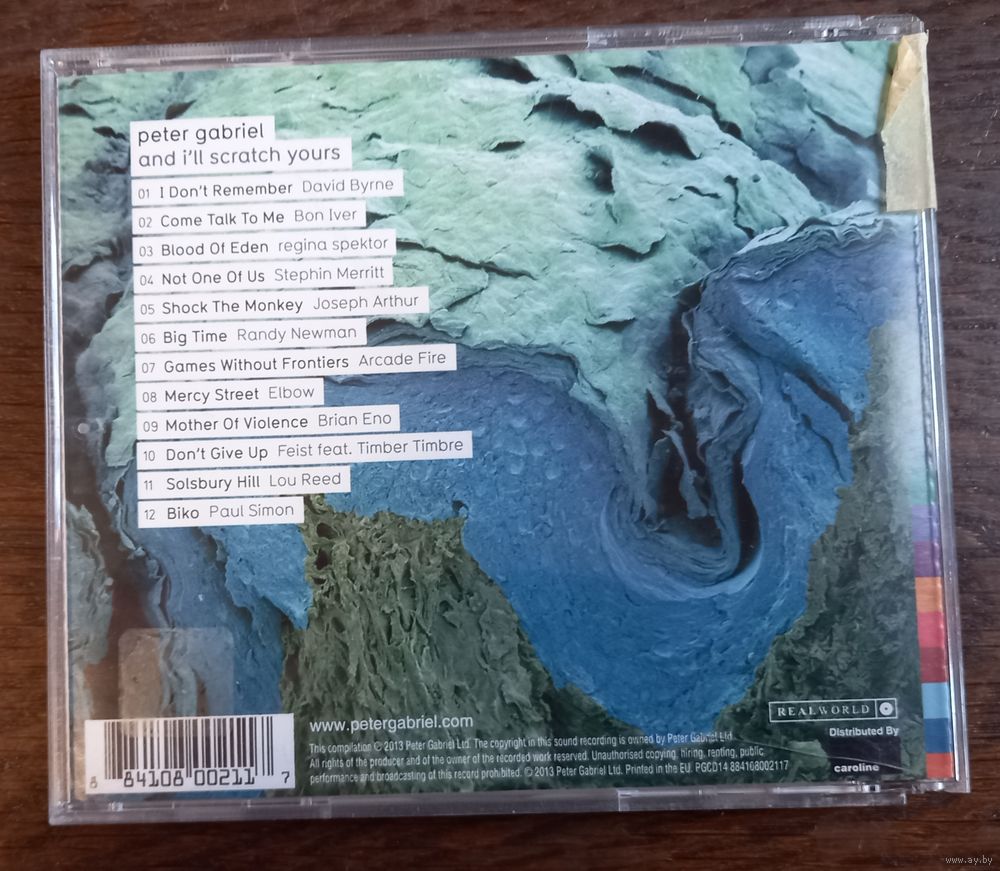 peter gabriel
and i'll scratch yours
01 I Don't Remember David Byrne
02 Come Talk To Me Bon Iver
03 Blood Of Eden regina spektor
04 Not One Of Us Stephin Merritt
05 Shock The Monkey Joseph Arthur
06 Big Time Randy Newman
07 Games Without Frontiers Arcade Fire
08 Mercy Street Elbow
09 Mother Of Violence Brian Eno
10 Don't Give Up Feist feat. Timber Timbre
11 Solsbury Hill Lou Reed
12 Biko Paul Simon
www.petergabriel.com
This compilation © 2013 Peter Gabriel Ltd. The copyright in this sound recording is owned by Peter Gabriel Ltd
All rights of the producer and of the owner of the recorded work reserved. Unauthorised copying, hiring, renting, public
performance and broadcasting of this record prohibited. © 2013 Peter Gabriel Ltd. Printed in the EU. PGCD14 884108002117
8 84108 00211 7
REALWORLD
Distributed By
caroline
www.ay.by